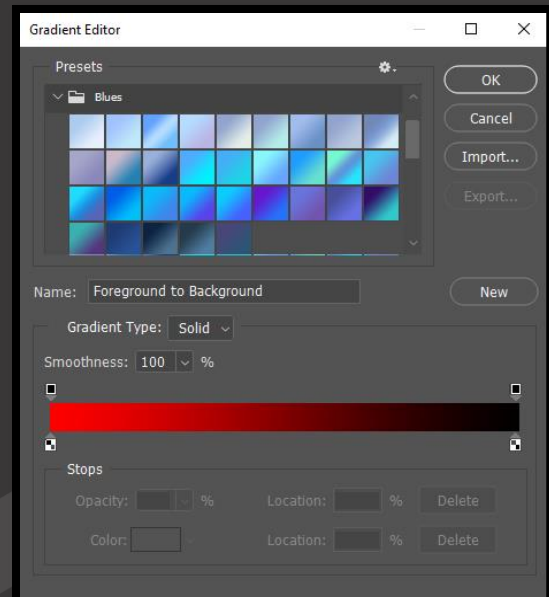 Gradient Editor
Presets
OK
Blues
Cancel
Import...
Export...
Name: Foreground to Background
New
Gradient Type: Solid
Smoothness: 100 %
Stops
Opacity: % Location: % Delete
Color: Location: % Delete